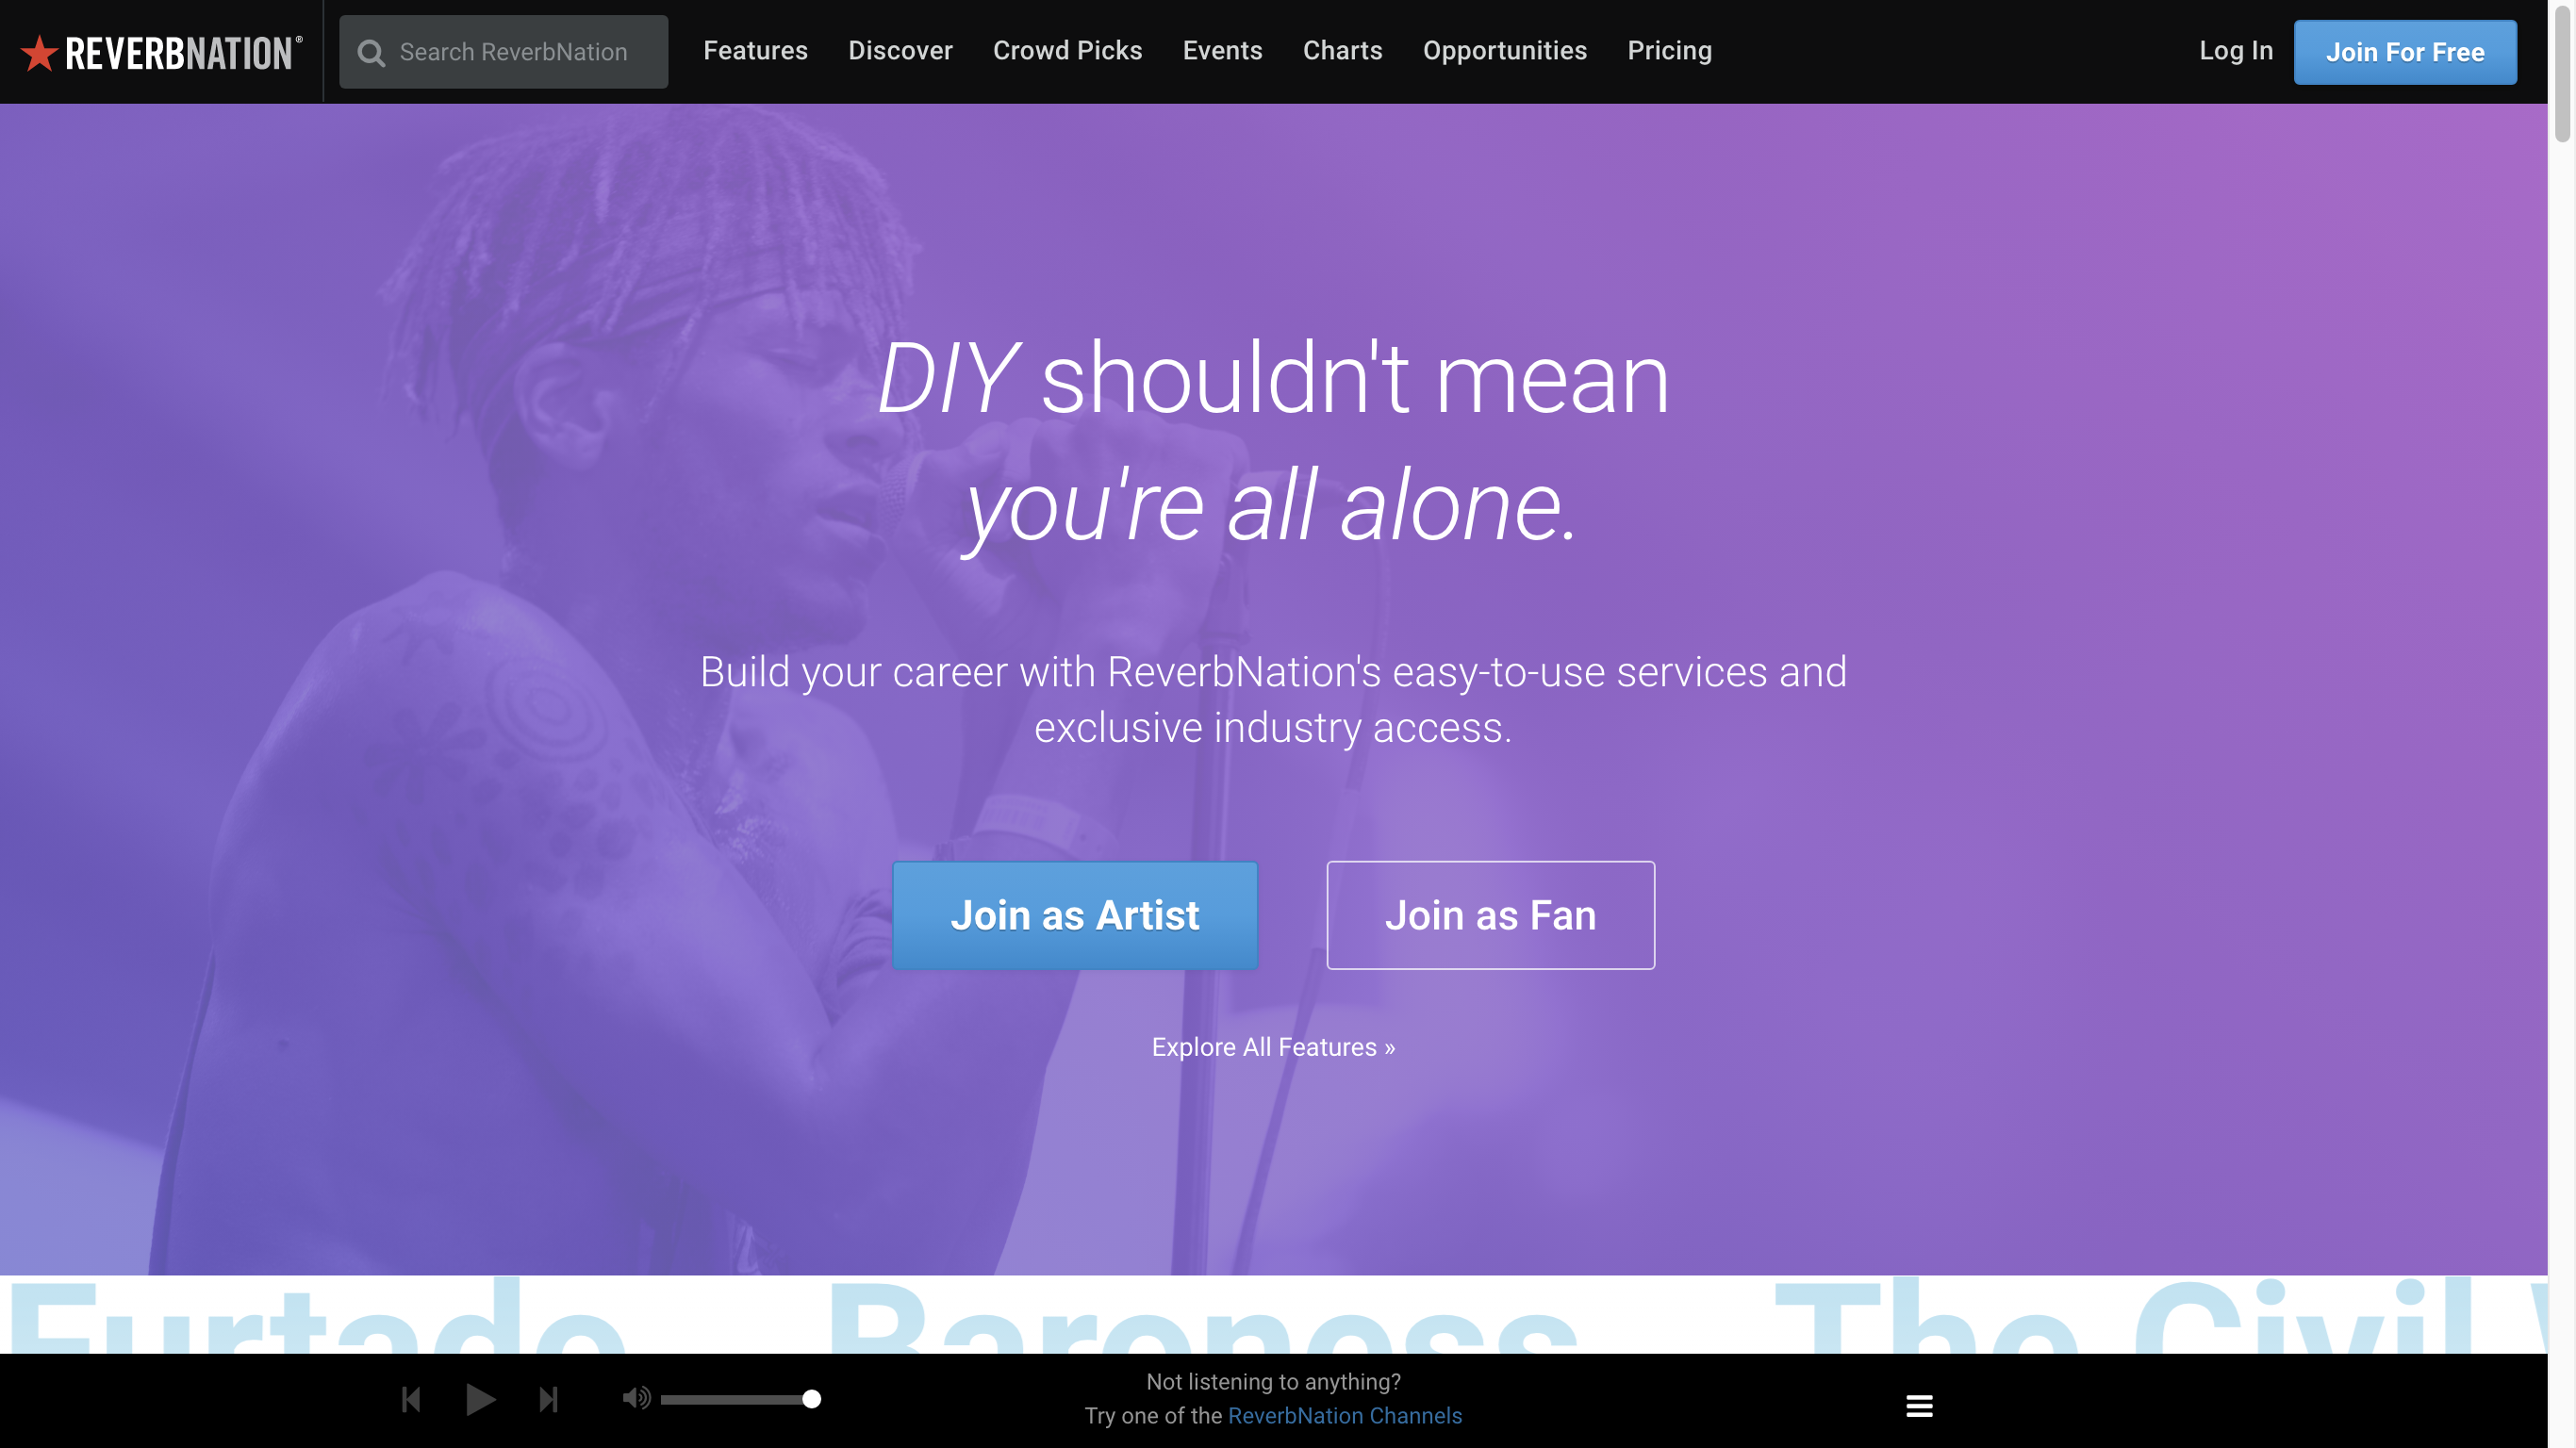 REVERBNATION®
Search ReverbNation
Features
Discover
Crowd Picks
Events
Charts
Opportunities
Pricing
Log In
Join For Free
DIY shouldn't mean
you're all alone.
Build your career with ReverbNation's easy-to-use services and
exclusive industry access.
Join as Artist
Join as Fan
Explore All Features »
Furtado
Baroness
The Civil
Not listening to anything?
Try one of the ReverbNation Channels